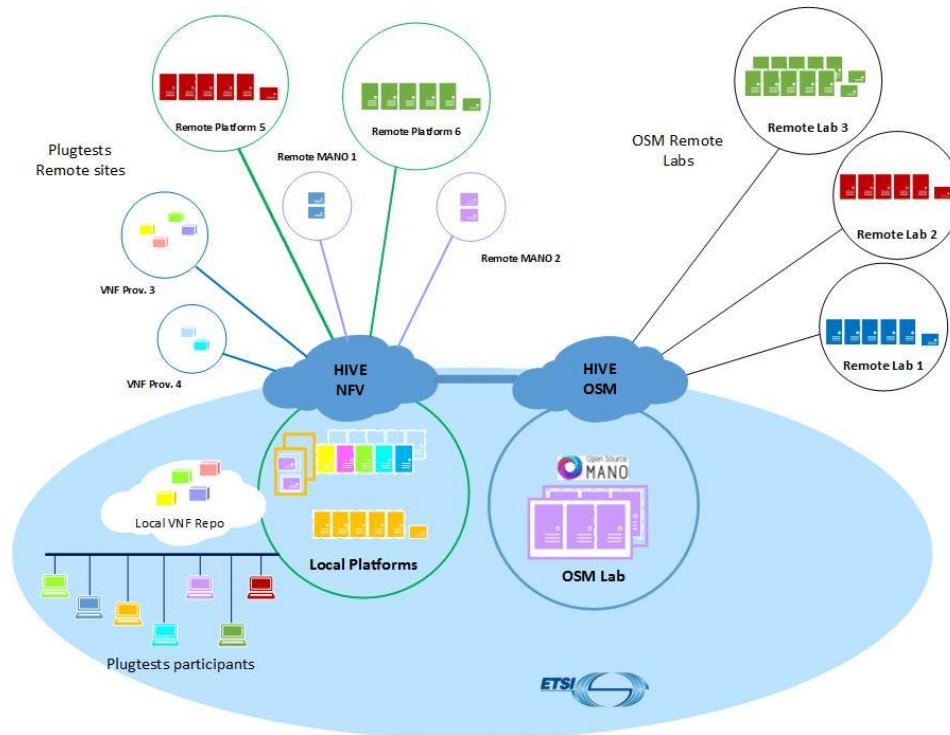 Remote Platform 5
Remote Platform 6
Remote Lab 3
Plugtests
Remote sites
Remote MANO 1
OSM Remote
Labs
Remote Lab 2
Remote MANO 2
VNF Prov. 3
Remote Lab 1
VNF Prov. 4
HIVE
NFV
HIVE
OSM
Open Source
MANO
Local VNF Repo
Local Platforms
OSM Lab
Plugtests participants
ETSI